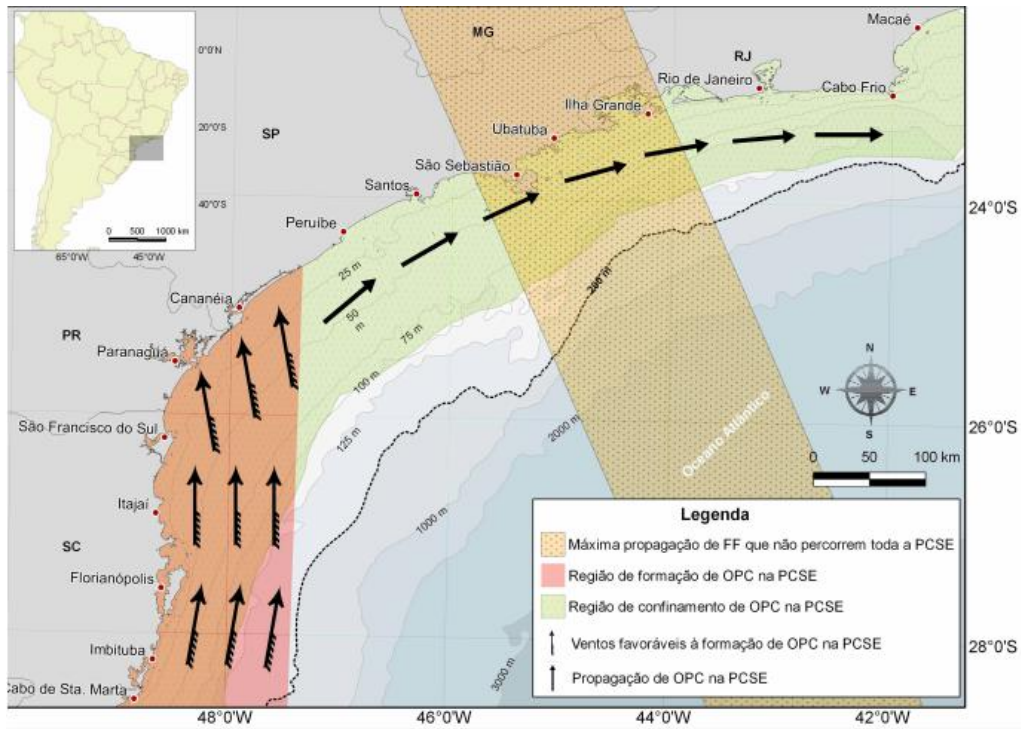 MG
Macaé
0°0'N
RJ
Rio de Janeiro
Cabo Frio
Ilha Grande
20°0'S
SP
Ubatuba
São Sebastião
Santos
40°0'S
24°0'S
Peruíbe
0 500 1000 km
65°0'W 45°0'W
25 m
200 m
Cananéia
50 m
75 m
PR
Paranaguá
100 m
N
W E
S
125 m
2000 m
Oceano Atlântico
São Francisco do Sul
26°0'S
0 50 100 km
Itajaí
1000 m
Legenda
Máxima propagação de FF que não percorrem toda a PCSE
SC
Região de formação de OPC na PCSE
Florianópolis
Região de confinamento de OPC na PCSE
Ventos favoráveis à formação de OPC na PCSE
Imbituba
28°0'S
3000 m
Propagação de OPC na PCSE
Cabo de Sta. Marta
48°0'W 46°0'W 44°0'W 42°0'W